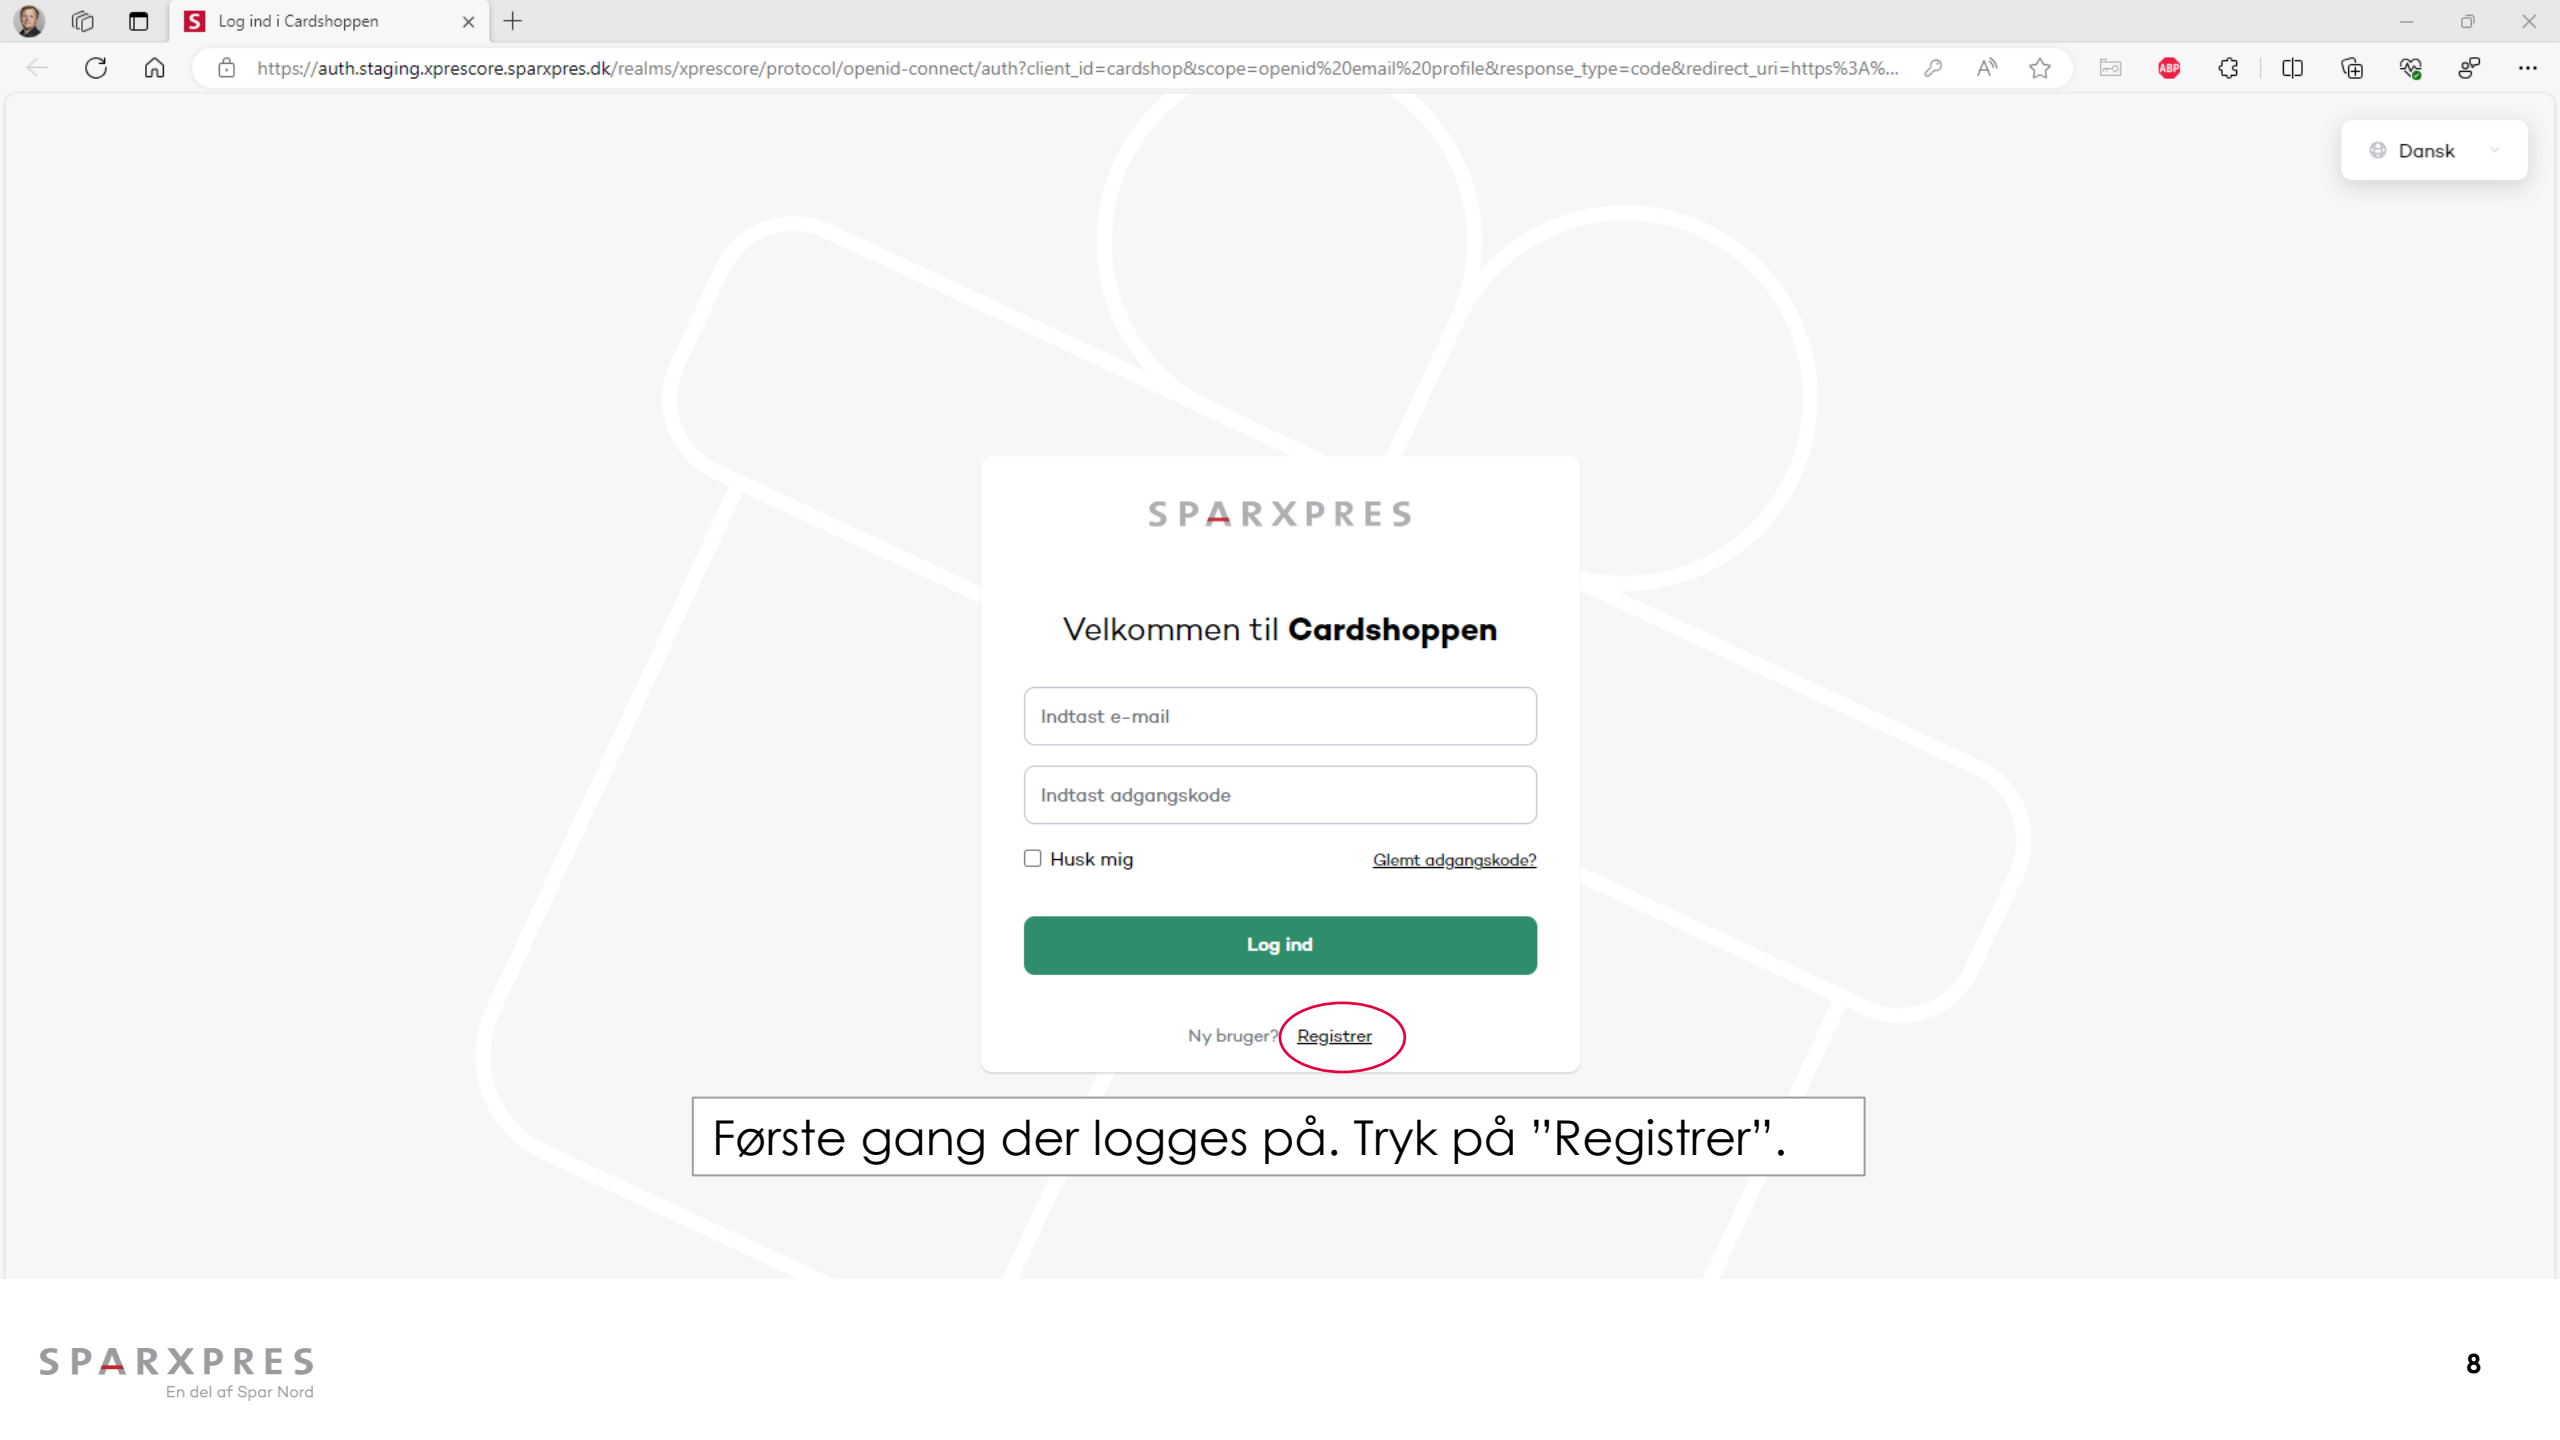 Log ind i Cardshoppen
https://auth.staging.xprescore.sparxpres.dk/realms/xprescore/protocol/openid-connect/auth?client_id=cardshop&scope=openid%20email%20profile&response_type=code&redirect_uri=https%3A%...
ABP
Dansk
SPARXPRES
Velkommen til Cardshoppen
Indtast e-mail
Indtast adgangskode
Husk mig
Glemt adgangskode?
Log ind
Ny bruger? Registrer
Første gang der logges på. Tryk på ”Registrer”.
SPARXPRES
En del af Spar Nord
8